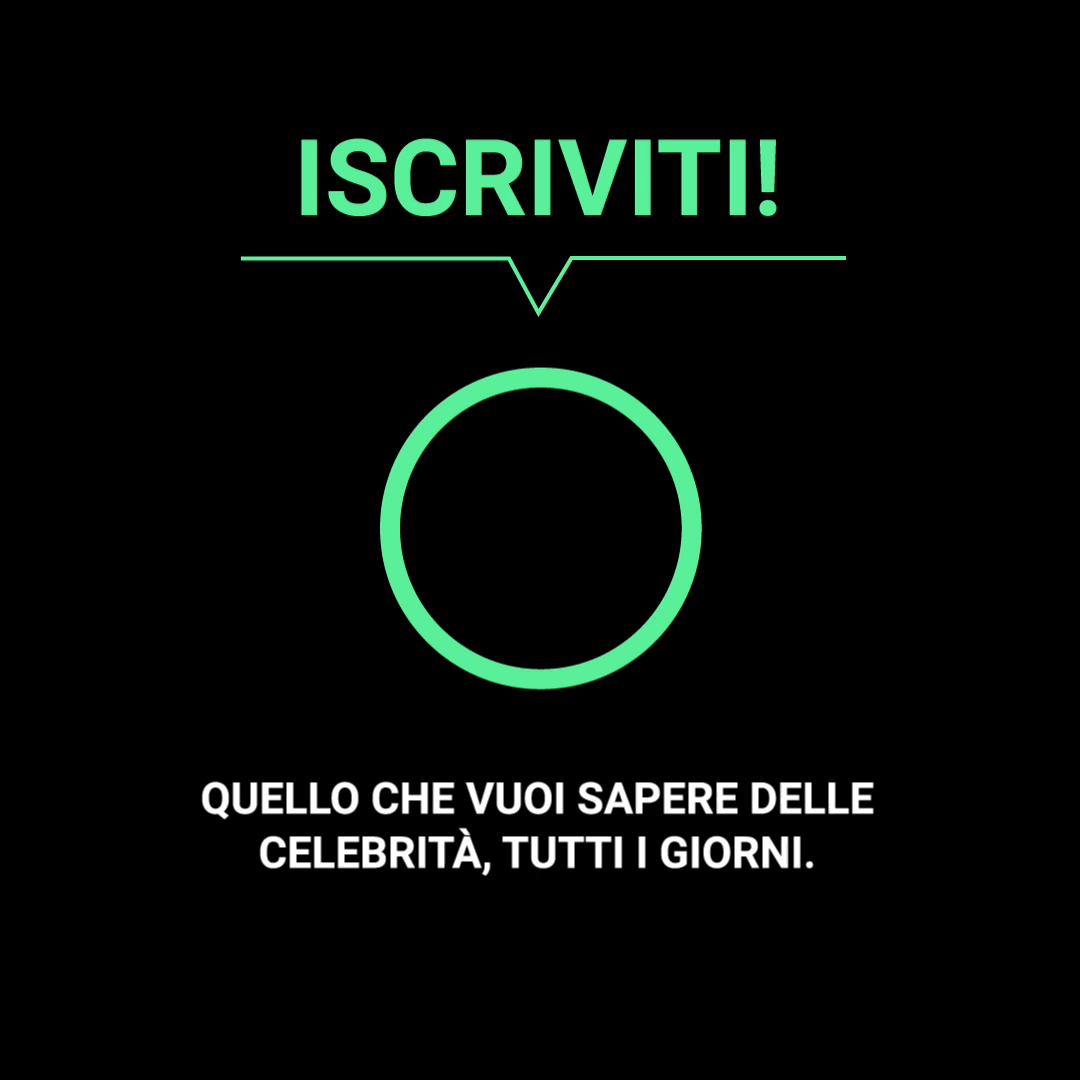 ISCRIVITI!
QUELLO CHE VUOI SAPERE DELLE
CELEBRITÀ, TUTTI I GIORNI.